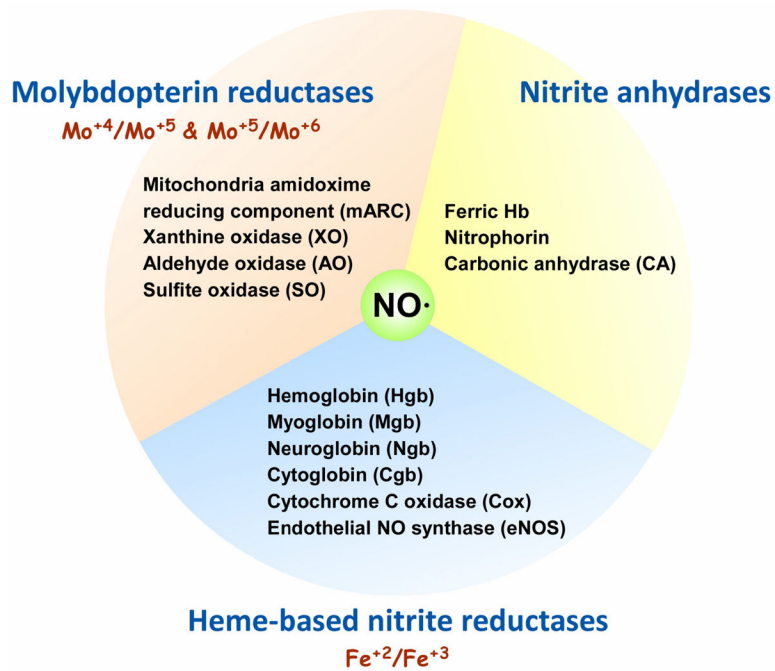 Molybdopterin reductases
Mo⁺⁴/Mo⁺⁵ & Mo⁺⁵/Mo⁺⁶
Mitochondria amidoxime
reducing component (mARC)
Xanthine oxidase (XO)
Aldehyde oxidase (AO)
Sulfite oxidase (SO)
Nitrite anhydrases
Ferric Hb
Nitrophorin
Carbonic anhydrase (CA)
NO·
Hemoglobin (Hgb)
Myoglobin (Mgb)
Neuroglobin (Ngb)
Cytoglobin (Cgb)
Cytochrome C oxidase (Cox)
Endothelial NO synthase (eNOS)
Heme-based nitrite reductases
Fe⁺²/Fe⁺³